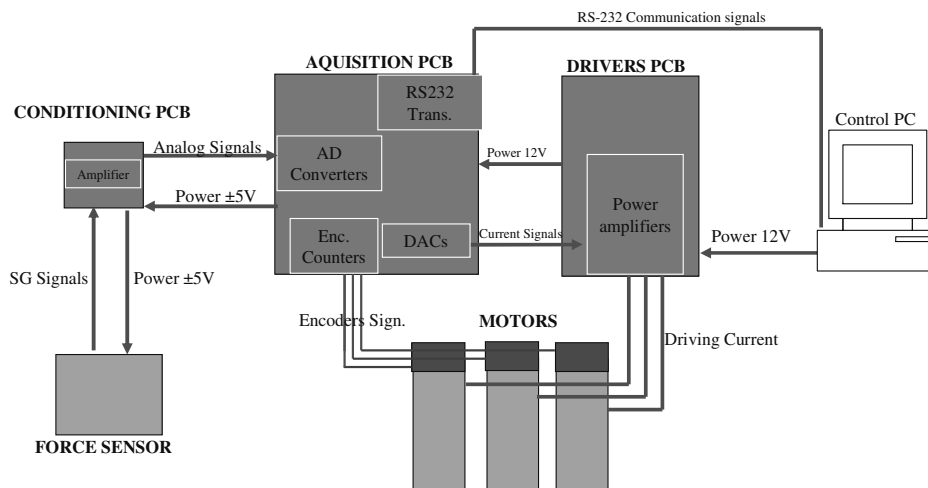 RS-232 Communication signals
AQUISITION PCB
DRIVERS PCB
RS232
Trans.
CONDITIONING PCB
Control PC
Analog Signals
AD
Converters
Amplifier
Power 12V
Power ±5V
Power
amplifiers
Enc.
Counters
DACs
Current Signals
Power 12V
SG Signals
Power ±5V
Encoders Sign.
MOTORS
Driving Current
FORCE SENSOR